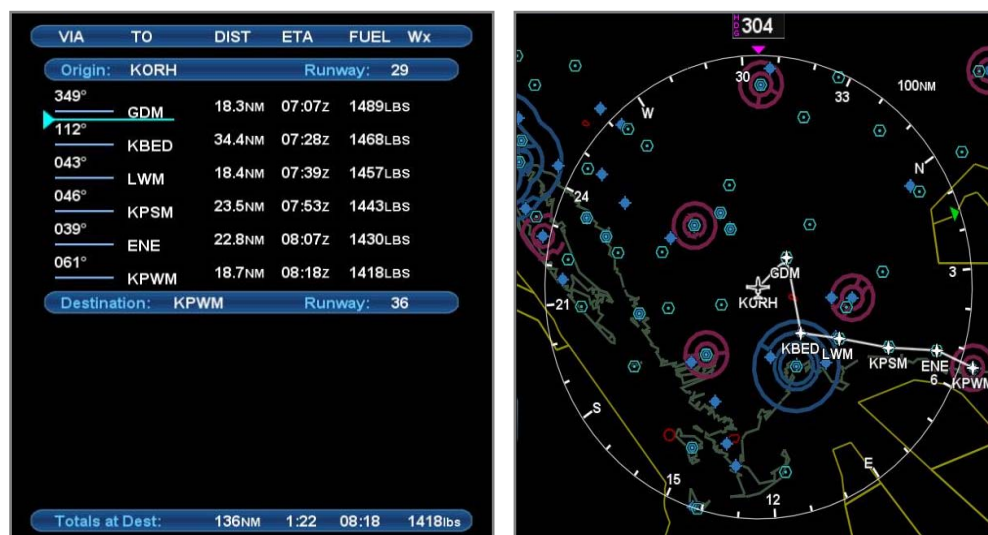 VIA TO DIST ETA FUEL Wx
Origin: KORH Runway: 29
349°
GDM 18.3NM 07:07Z 1489LBS
112°
KBED 34.4NM 07:28Z 1468LBS
043°
LWM 18.4NM 07:39Z 1457LBS
046°
KPSM 23.5NM 07:53Z 1443LBS
039°
ENE 22.8NM 08:07Z 1430LBS
061°
KPWM 18.7NM 08:18Z 1418LBS
Destination: KPWM Runway: 36
Totals at Dest: 136NM 1:22 08:18 1418lbs
HDG 304
30
33
100NM
W
N
24
GDM
3
KORH
21
KBED LWM KPSM ENE
6 KPWM
S
E
15
12